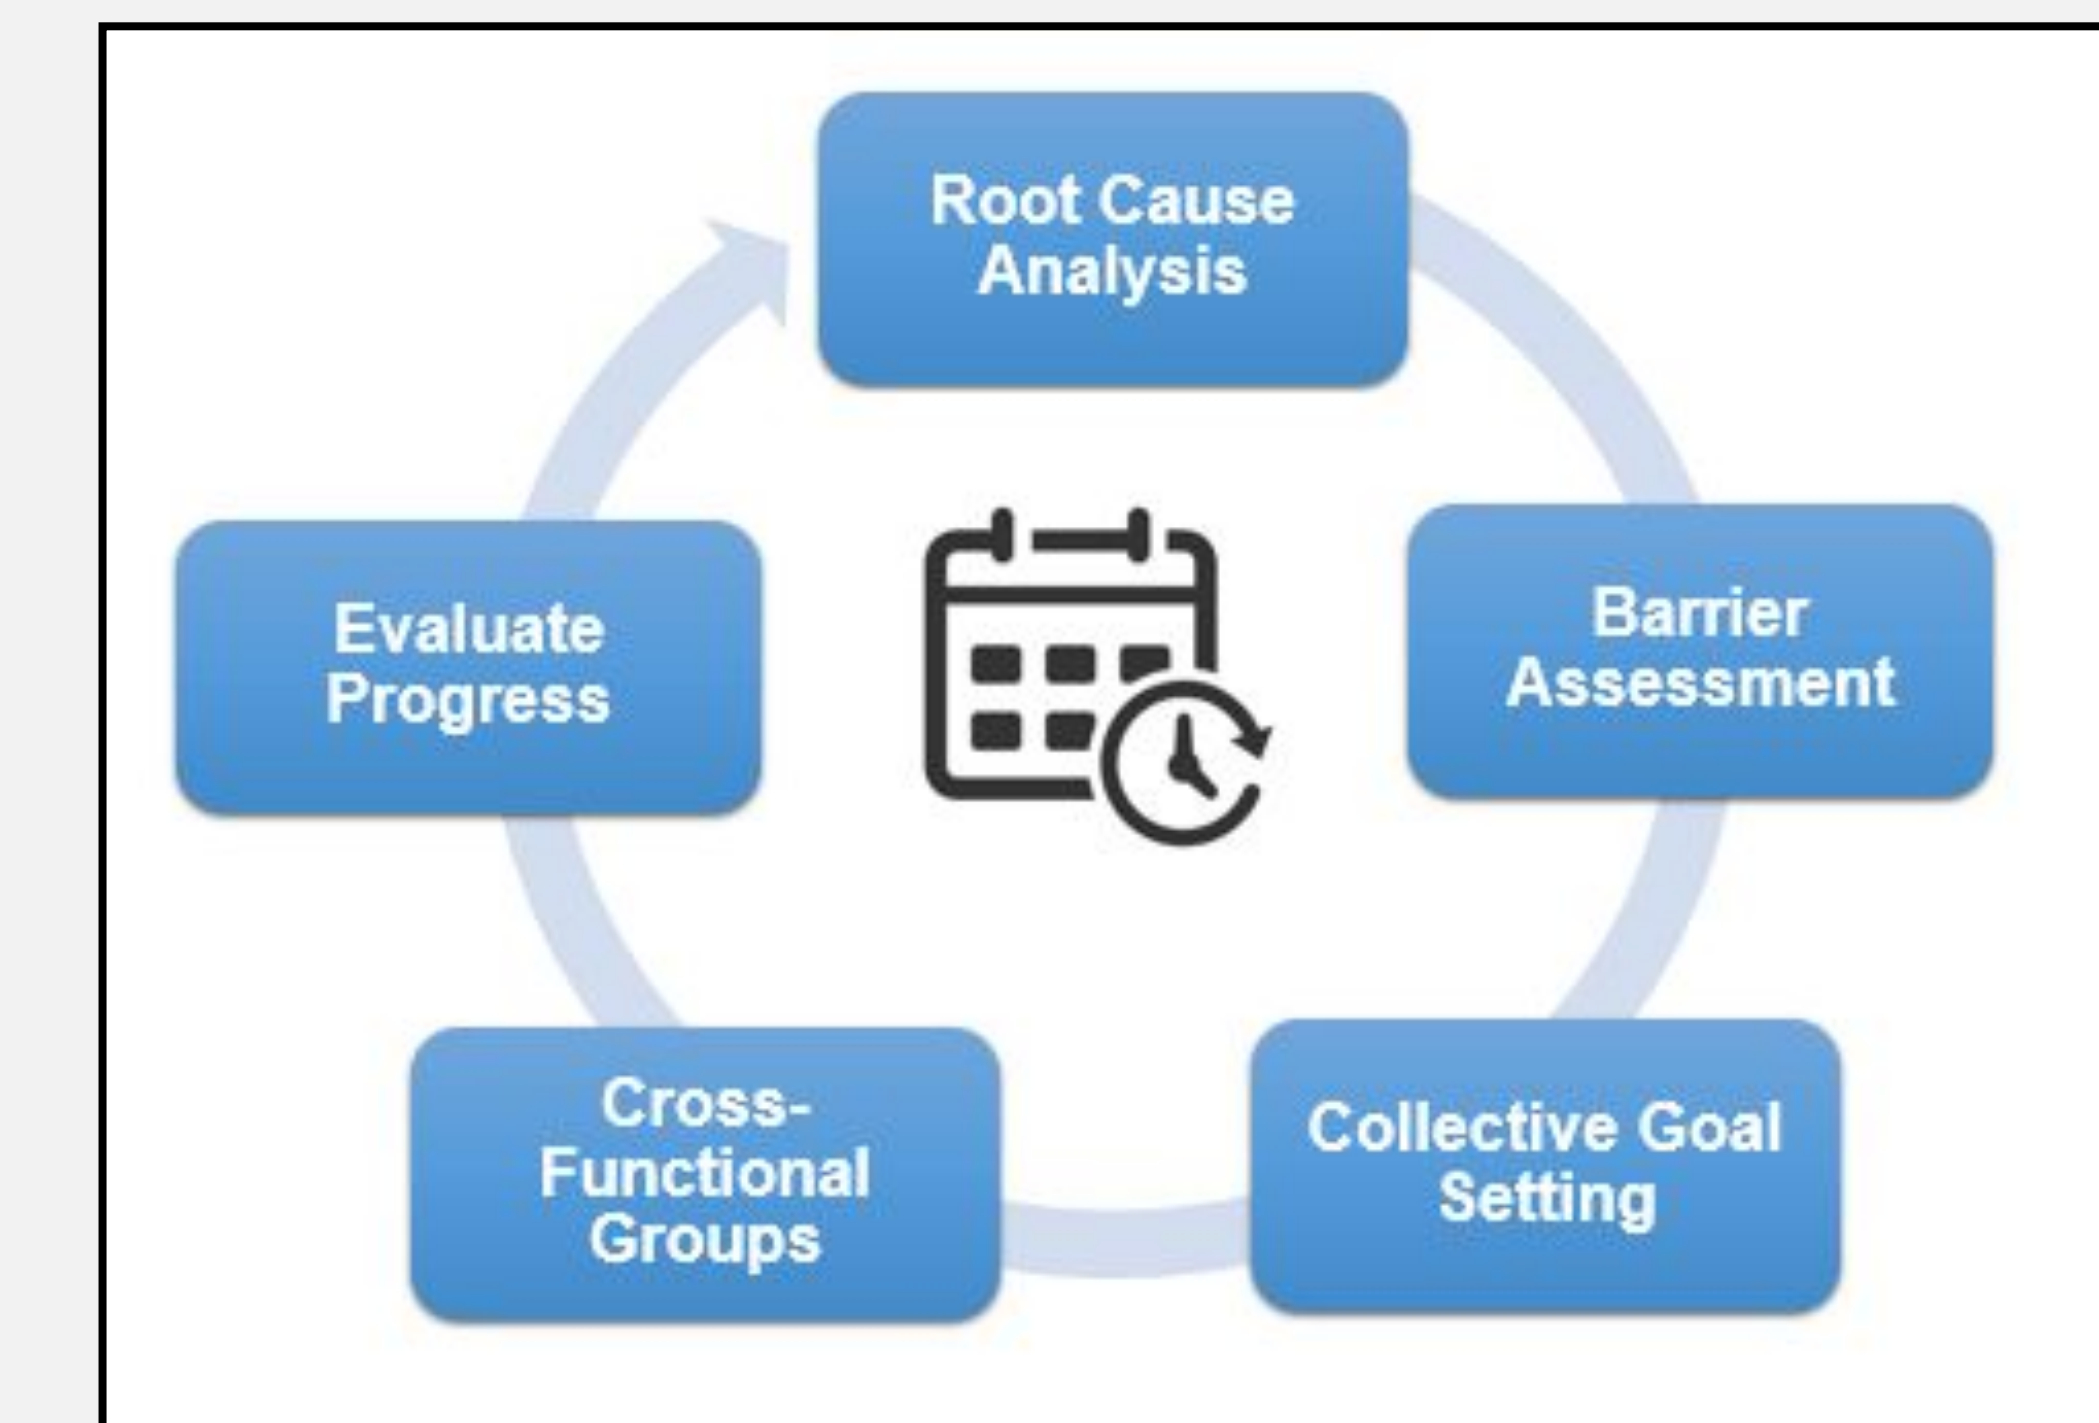 Root Cause
Analysis
Barrier
Assessment
Collective Goal
Setting
Cross-
Functional
Groups
Evaluate
Progress